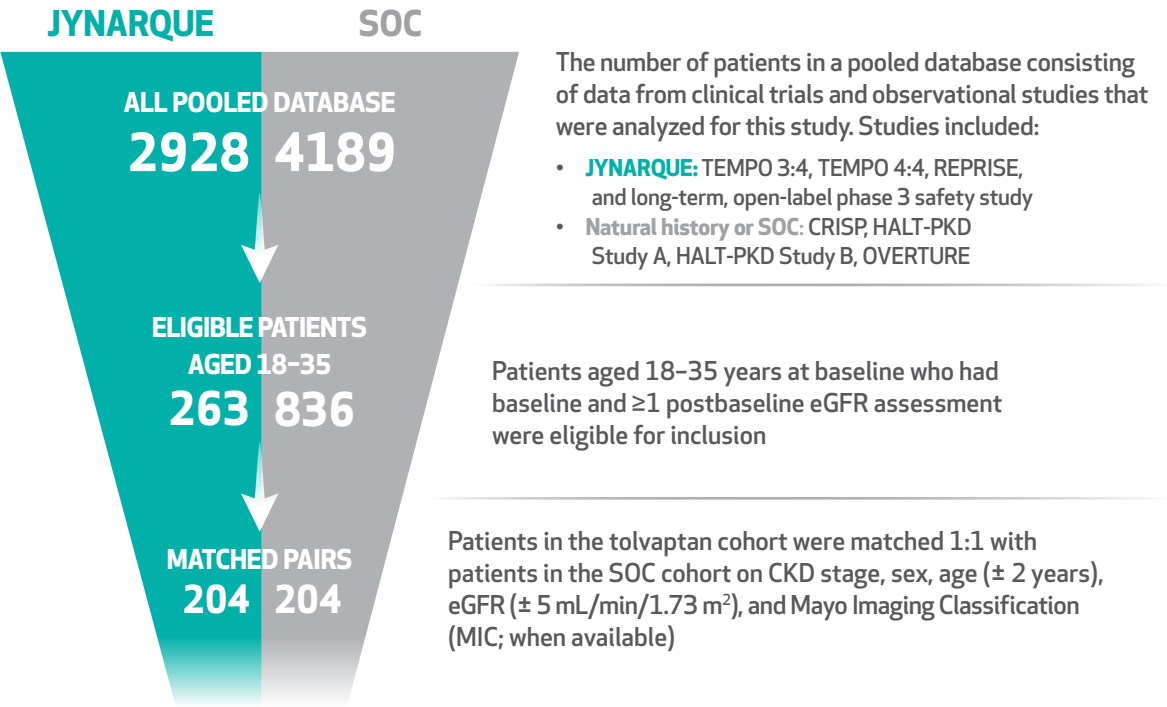 JYNARQUE SOC
ALL POOLED DATABASE
2928 4189
The number of patients in a pooled database consisting
of data from clinical trials and observational studies that
were analyzed for this study. Studies included:
• JYNARQUE: TEMPO 3:4, TEMPO 4:4, REPRISE,
and long-term, open-label phase 3 safety study
• Natural history or SOC: CRISP, HALT-PKD
Study A, HALT-PKD Study B, OVERTURE
ELIGIBLE PATIENTS
AGED 18–35
263 836
Patients aged 18–35 years at baseline who had
baseline and ≥1 postbaseline eGFR assessment
were eligible for inclusion
MATCHED PAIRS
204 204
Patients in the tolvaptan cohort were matched 1:1 with
patients in the SOC cohort on CKD stage, sex, age (± 2 years),
eGFR (± 5 mL/min/1.73 m²), and Mayo Imaging Classification
(MIC; when available)